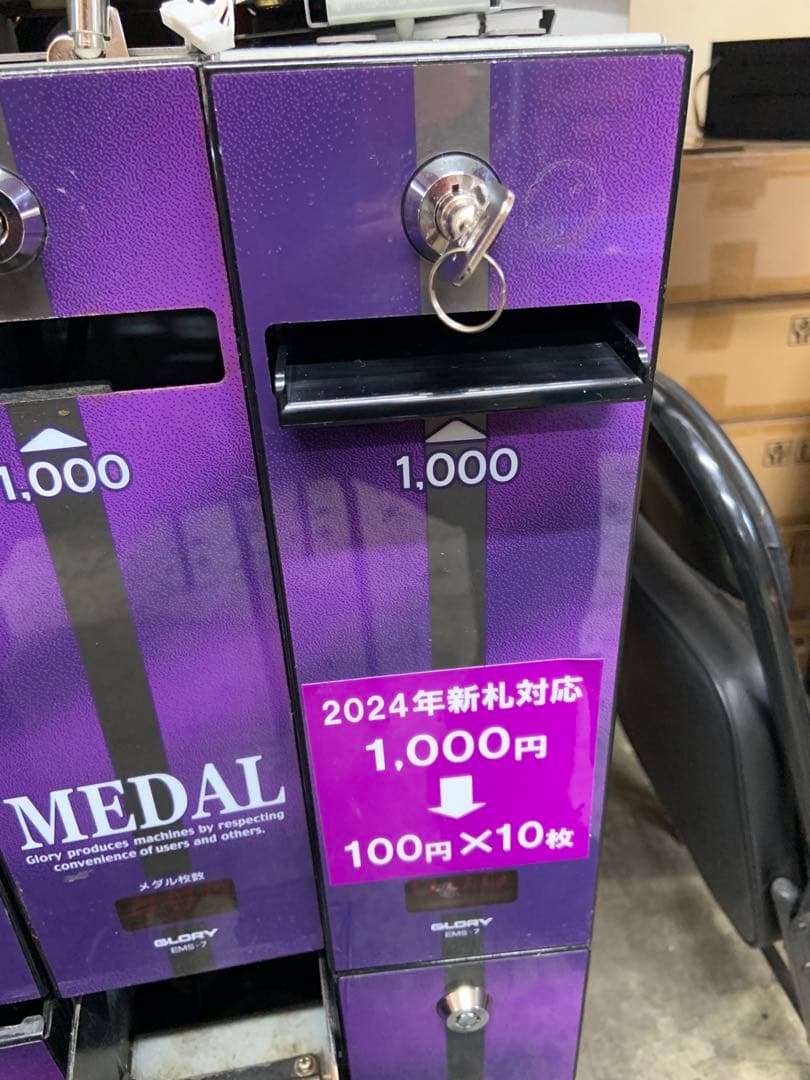 1,000
1,000
2024年新札対応
1,000円
100円×10枚
MEDAL
Glory produces machines by respecting
convenience of users and others.
メダル枚数
GLORY
EMS-7
GLORY
EMS-7